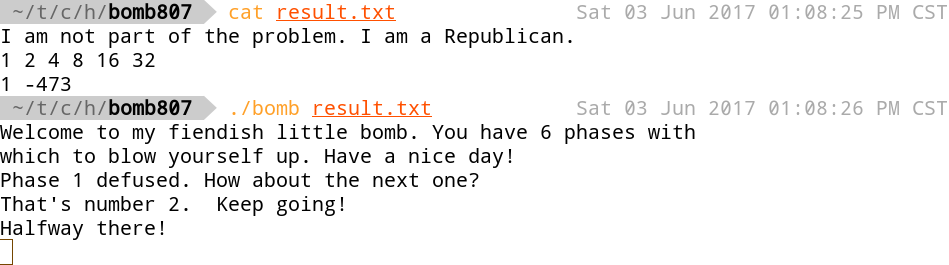 ~/t/c/h/bomb807 cat result.txt Sat 03 Jun 2017 01:08:25 PM CST
I am not part of the problem. I am a Republican.
1 2 4 8 16 32
1 -473
~/t/c/h/bomb807 ./bomb result.txt Sat 03 Jun 2017 01:08:26 PM CST
Welcome to my fiendish little bomb. You have 6 phases with
which to blow yourself up. Have a nice day!
Phase 1 defused. How about the next one?
That's number 2.  Keep going!
Halfway there!